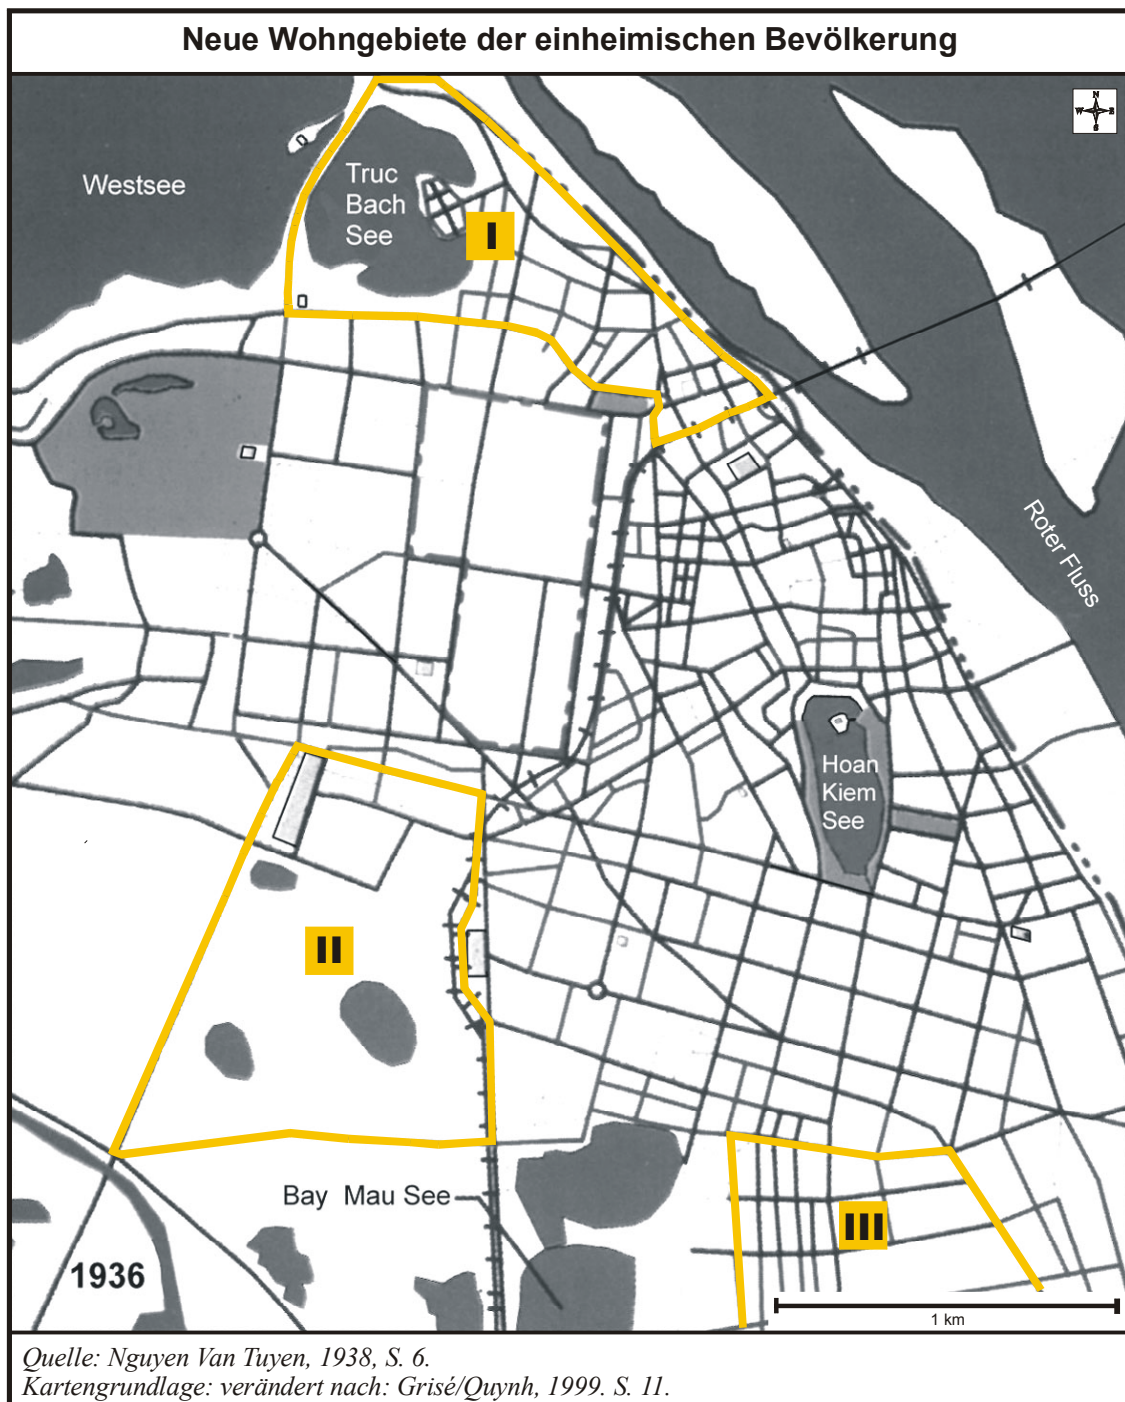 Neue Wohngebiete der einheimischen Bevölkerung
N
W E
S
Westsee
Truc
Bach
See
I
Roter Fluss
Hoan
Kiem
See
II
Bay Mau See
III
1936
1 km
Quelle: Nguyen Van Tuyen, 1938, S. 6.
Kartengrundlage: verändert nach: Grisé/Quynh, 1999. S. 11.